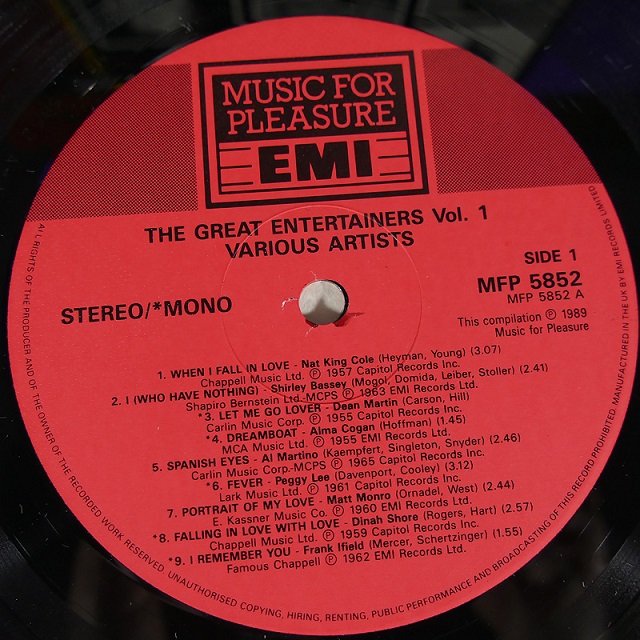 MUSIC FOR
PLEASURE
EMI
THE GREAT ENTERTAINERS Vol. 1
VARIOUS ARTISTS
SIDE 1
STEREO/*MONO
MFP 5852
MFP 5852 A
This compilation ℗ 1989
Music for Pleasure
1. WHEN I FALL IN LOVE - Nat King Cole (Heyman, Young) (3.07)
Chappell Music Ltd. ℗ 1957 Capitol Records Inc.
2. I (WHO HAVE NOTHING) - Shirley Bassey (Mogol, Domida, Leiber, Stoller) (2.41)
Shapiro Bernstein Ltd.-MCPS ℗ 1963 EMI Records Ltd.
*3. LET ME GO LOVER - Dean Martin (Carson, Hill)
Carlin Music Corp. ℗ 1955 Capitol Records Inc.
*4. DREAMBOAT - Alma Cogan (Hoffman) (1.45)
MCA Music Ltd. ℗ 1955 EMI Records Ltd.
5. SPANISH EYES - Al Martino (Kaempfert, Singleton, Snyder) (2.46)
Carlin Music Corp.-MCPS ℗ 1965 Capitol Records Inc.
*6. FEVER - Peggy Lee (Davenport, Cooley) (3.12)
Lark Music Ltd. ℗ 1961 Capitol Records Inc.
7. PORTRAIT OF MY LOVE - Matt Monro (Ornadel, West) (2.44)
E. Kassner Music Co. ℗ 1960 EMI Records Ltd.
*8. FALLING IN LOVE WITH LOVE - Dinah Shore (Rogers, Hart) (2.57)
Chappell Music Ltd. ℗ 1959 Capitol Records Inc.
*9. I REMEMBER YOU - Frank Ifield (Mercer, Schertzinger) (1.55)
Famous Chappell ℗ 1962 EMI Records Ltd.
ALL RIGHTS OF THE PRODUCER AND OF THE OWNER OF THE RECORDED WORK RESERVED. UNAUTHORISED COPYING, HIRING, RENTING, PUBLIC PERFORMANCE AND BROADCASTING OF THIS RECORD PROHIBITED. MANUFACTURED IN THE UK BY EMI RECORDS LIMITED